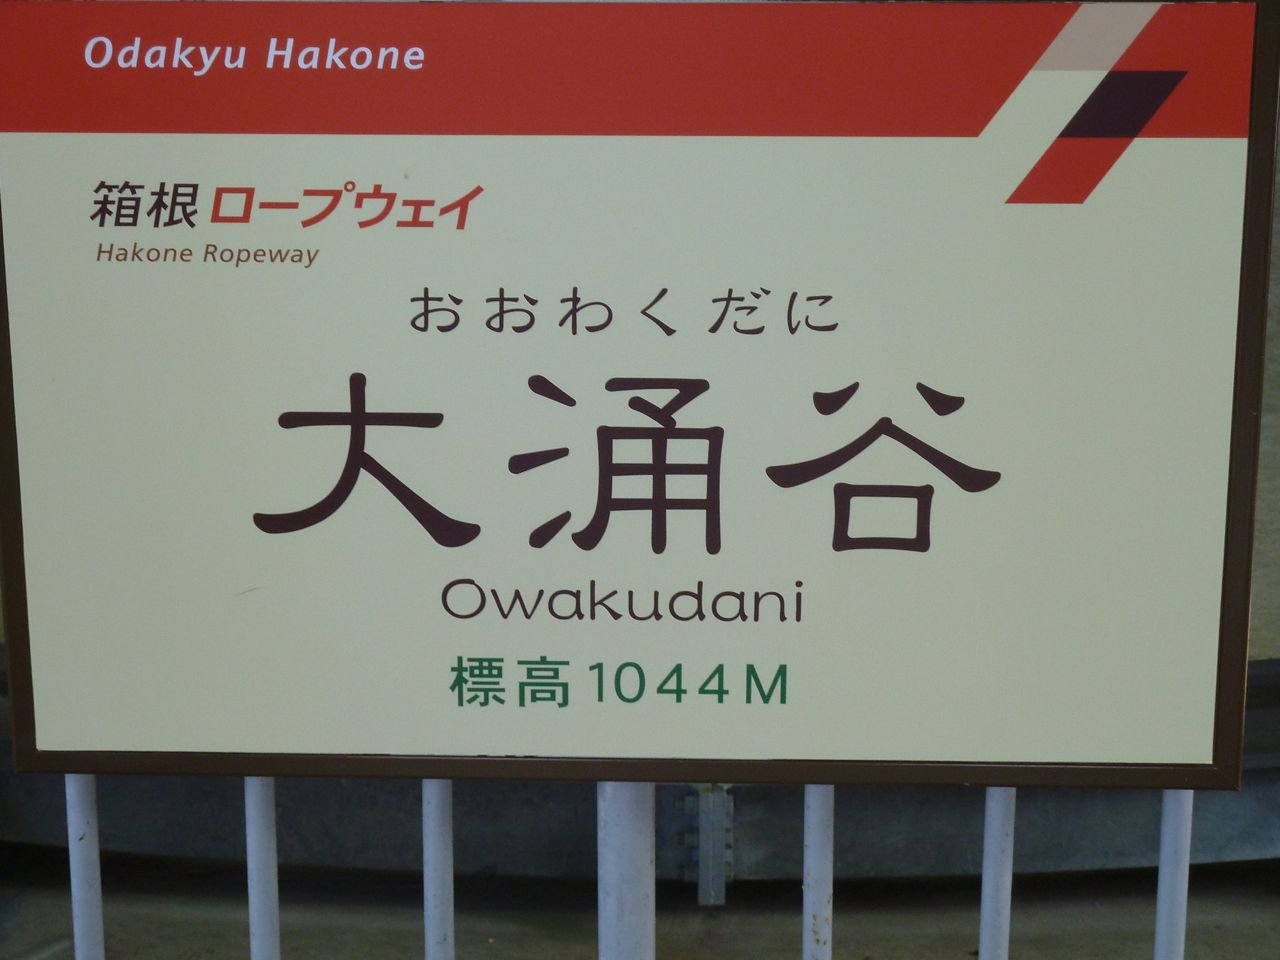 Odakyu Hakone
箱根ロープウェイ
Hakone Ropeway
おおわくだに
大涌谷
Owakudani
標高1044M